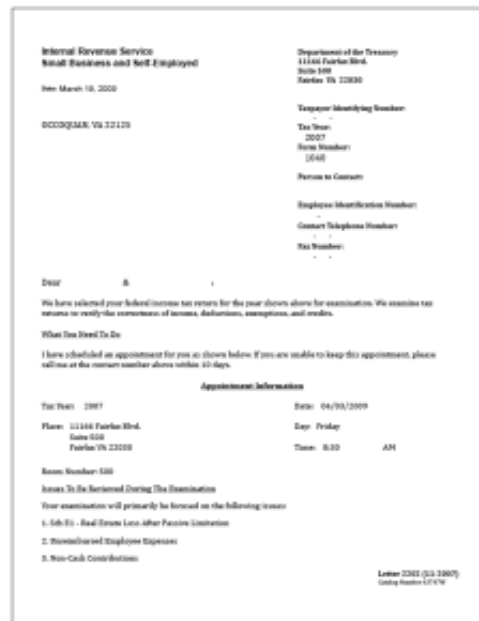 Internal Revenue Service
Small Business and Self-Employed
Date: March 10,
OCCOQUAN, VA 22125
Department of the Treasury
11166 Fairfax Blvd.
Suite 500
Fairfax VA 22030
Taxpayer Identifying Number:
Tax Year:
2007
Form Number:
1040
Person to Contact:
Employee Identification Number:
Contact Telephone Number:
Fax Number:
Dear & :
We have selected your federal income tax return for the year shown above for examination. We examine tax
returns to verify the correctness of income, deductions, exemptions, and credits.
What You Need To Do
I have scheduled an appointment for you as shown below. If you are unable to keep this appointment, please
call me at the contact number above within 10 days.
Appointment Information
Tax Year: 2007
Date: 04/03/2009
Place: 11166 Fairfax Blvd.
Day: Friday
Suite 500
Fairfax VA 22030
Time: 8:30 AM
Room Number: 500
Issues To Be Reviewed During The Examination
Your examination will primarily be focused on the following issues:
1. Sch E1 - Real Estate Loss After Passive Limitation
2. Unreimbursed Employee Expenses
3. Non-Cash Contributions
Letter 2202 (11-2007)
Catalog Number